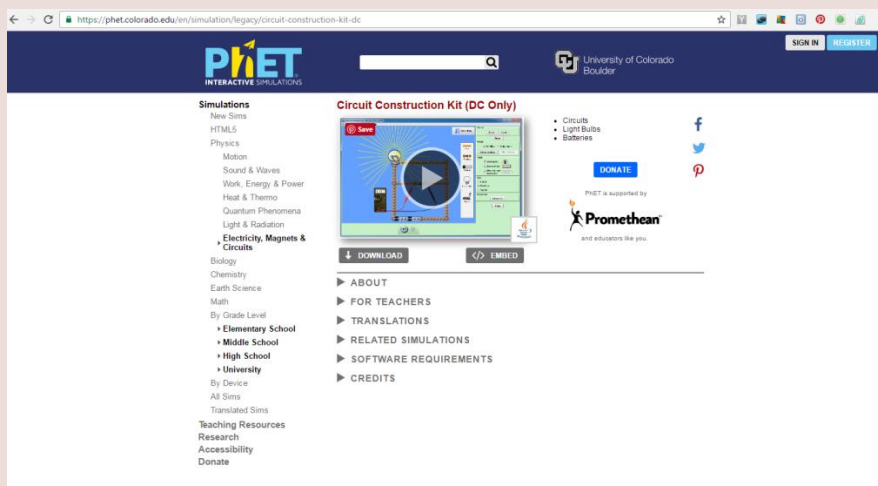 https://phet.colorado.edu/en/simulation/legacy/circuit-construction-kit-dc
SIGN IN
REGISTER
PhET
INTERACTIVE SIMULATIONS
CU
University of Colorado
Boulder
Simulations
New Sims
HTML5
Physics
Motion
Sound & Waves
Work, Energy & Power
Heat & Thermo
Quantum Phenomena
Light & Radiation
Electricity, Magnets &
Circuits
Biology
Chemistry
Earth Science
Math
By Grade Level
Elementary School
Middle School
High School
University
By Device
All Sims
Translated Sims
Teaching Resources
Research
Accessibility
Donate
Circuit Construction Kit (DC Only)
Save
DOWNLOAD
</> EMBED
ABOUT
FOR TEACHERS
TRANSLATIONS
RELATED SIMULATIONS
SOFTWARE REQUIREMENTS
CREDITS
Circuits
Light Bulbs
Batteries
DONATE
PhET is supported by
Promethean
and educators like you.